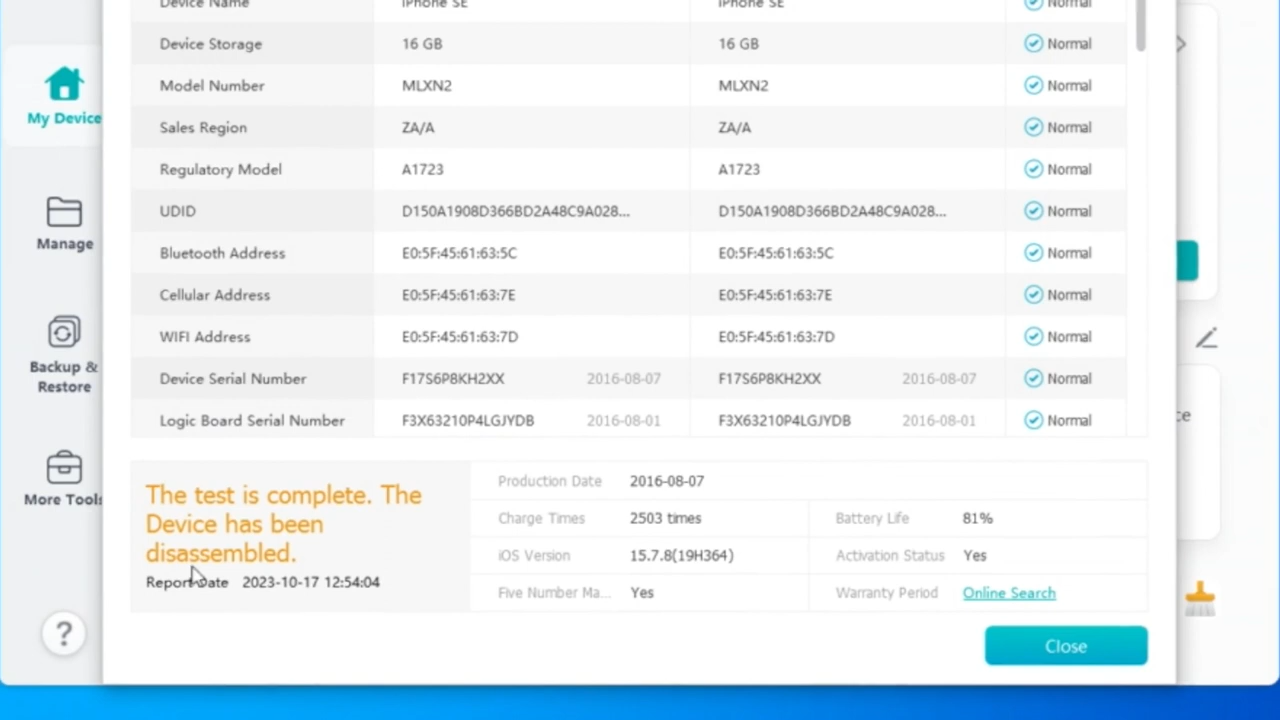 Device Name iPhone SE iPhone SE Normal
Device Storage 16 GB 16 GB Normal
Model Number MLXN2 MLXN2 Normal
My Device
Sales Region ZA/A ZA/A Normal
Regulatory Model A1723 A1723 Normal
UDID D150A1908D366BD2A48C9A028... D150A1908D366BD2A48C9A028... Normal
Manage
Bluetooth Address E0:5F:45:61:63:5C E0:5F:45:61:63:5C Normal
Cellular Address E0:5F:45:61:63:7E E0:5F:45:61:63:7E Normal
WIFI Address E0:5F:45:61:63:7D E0:5F:45:61:63:7D Normal
Backup &
Restore
Device Serial Number F17S6P8KH2XX 2016-08-07 F17S6P8KH2XX 2016-08-07 Normal
Logic Board Serial Number F3X63210P4LGJYDB 2016-08-01 F3X63210P4LGJYDB 2016-08-01 Normal
ce
More Tools
The test is complete. The
Device has been
disassembled.
Report Date 2023-10-17 12:54:04
Production Date 2016-08-07
Charge Times 2503 times Battery Life 81%
iOS Version 15.7.8(19H364) Activation Status Yes
Five Number Ma... Yes Warranty Period Online Search
?
Close